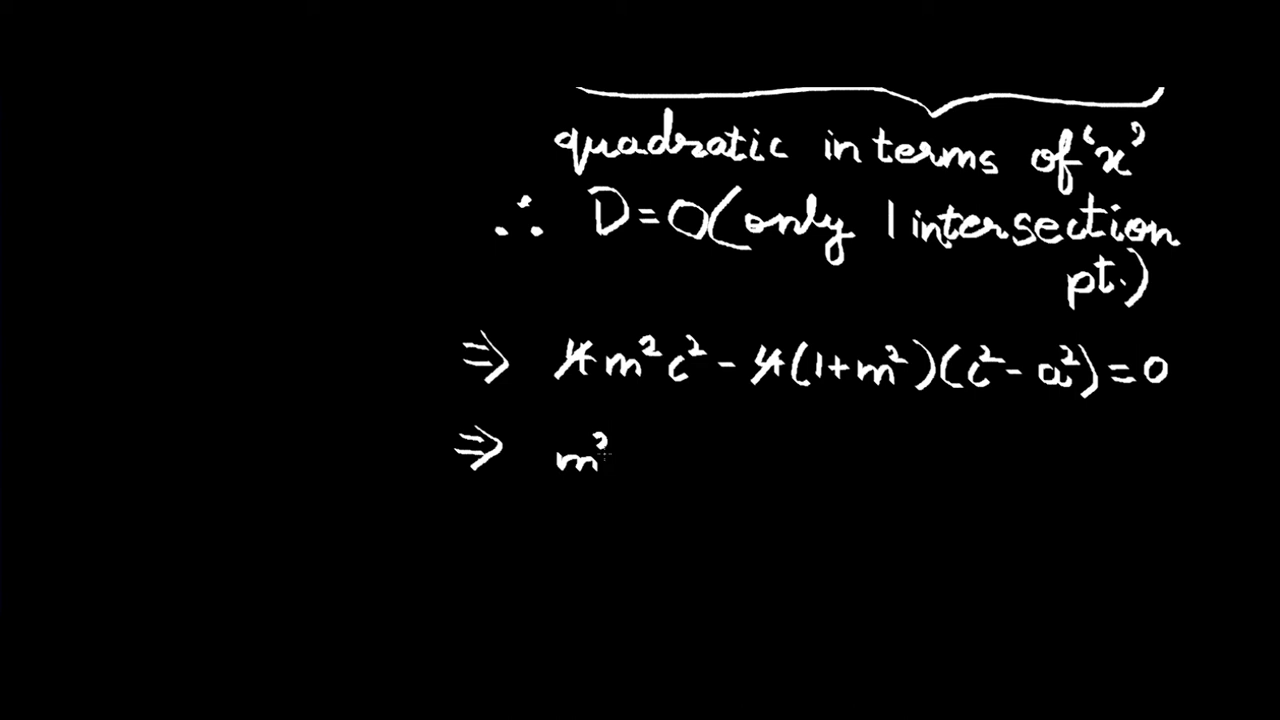 quadratic in terms of ‘x’
∴ D=0 (only 1 intersection
pt.)
⇒ 4m²c² - 4(1+m²)(c²-a²)=0
⇒ m²